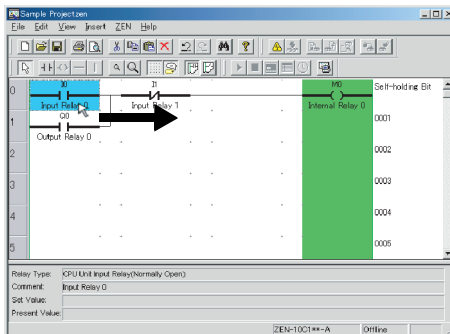 Sample Projectzen
File Edit View Insert ZEN Help
0
I0
Input Relay 0
I1
Input Relay 1
M0
Internal Relay 0
Self-holding Bit
1
Q0
Output Relay 0
0001
2
0002
3
0003
4
0004
5
0005
Relay Type: CPU Unit Input Relay(Normally Open)
Comment: Input Relay 0
Set Value:
Present Value:
ZEN-10C1**-A Offline